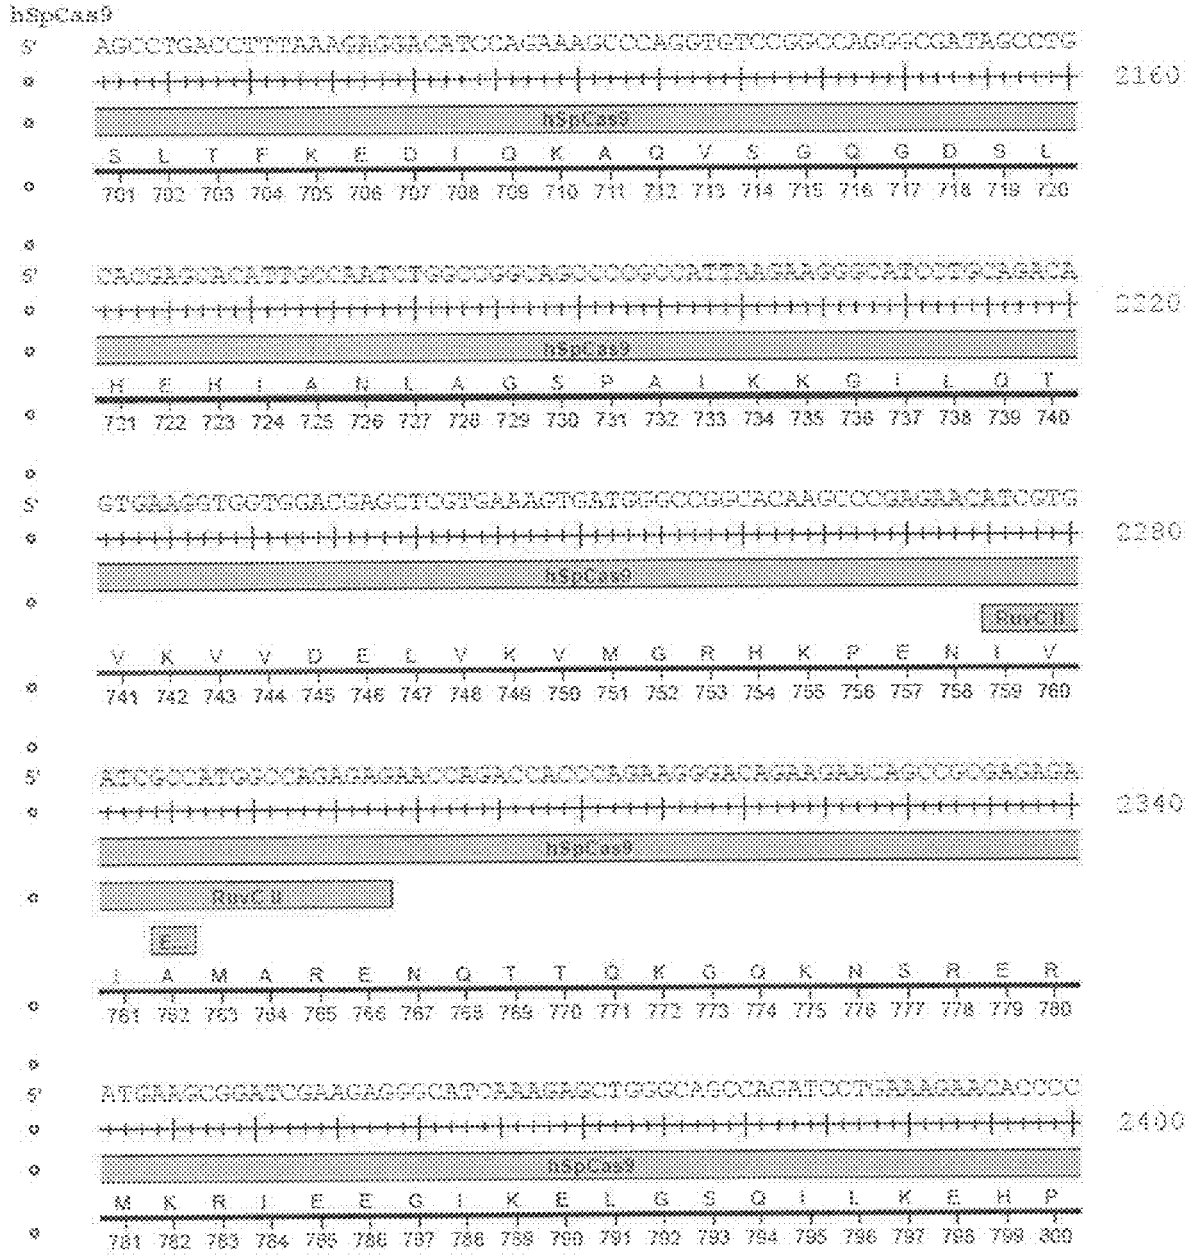 hSpCas9
5' AGCCTGACCTTTAAAGAGGACATCCAGAAAGCCCAGGTGTCCGGCCAGGGCGATAGCCTG
2160
hSpCas9
S L T F K E D I Q K A Q V S G Q G D S L
701 702 703 704 705 706 707 708 709 710 711 712 713 714 715 716 717 718 719 720
5' CACGAGCACATTGCCAATCTGGCCGGCAGCCCCGCCATTAAGAAGGGCATCCTGCAGACA
2220
hSpCas9
H E H I A N L A G S P A I K K G I L Q T
721 722 723 724 725 726 727 728 729 730 731 732 733 734 735 736 737 738 739 740
5' GTGAAGGTGGTGGACGAGCTCGTGAAAGTGATGGGCCGGCACAAGCCCGAGAACATCGTG
2280
hSpCas9
RuvC II
V K V V D E L V K V M G R H K P E N I V
741 742 743 744 745 746 747 748 749 750 751 752 753 754 755 756 757 758 759 760
5' ATCGCCATGGCCAGAGAGAACCAGACCACCCAGAAGGGACAGAAGAACAGCCGCGAGAGA
2340
hSpCas9
RuvC II
E...
I A M A R E N Q T T Q K G Q K N S R E R
761 762 763 764 765 766 767 768 769 770 771 772 773 774 775 776 777 778 779 780
5' ATGAAGCGGATCGAAGAGGGCATCAAAGAGCTGGGCAGCCAGATCCTGAAAGAACACCCC
2400
hSpCas9
M K R I E E G I K E L G S Q I L K E H P
781 782 783 784 785 786 787 788 789 790 791 792 793 794 795 796 797 798 799 800